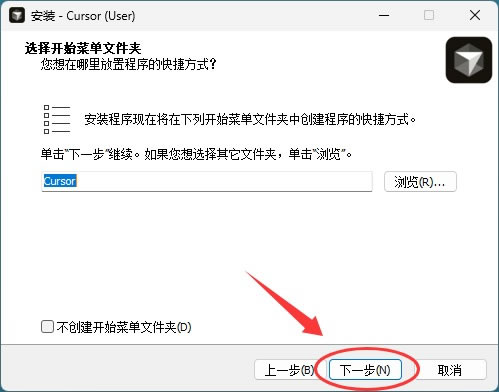 安装 - Cursor (User)
选择开始菜单文件夹
您想在哪里放置程序的快捷方式？
安装程序现在将在下列开始菜单文件夹中创建程序的快捷方式。
单击“下一步”继续。如果您想选择其它文件夹，单击“浏览”。
Cursor
浏览(R)...
不创建开始菜单文件夹(D)
上一步(B)
下一步(N)
取消